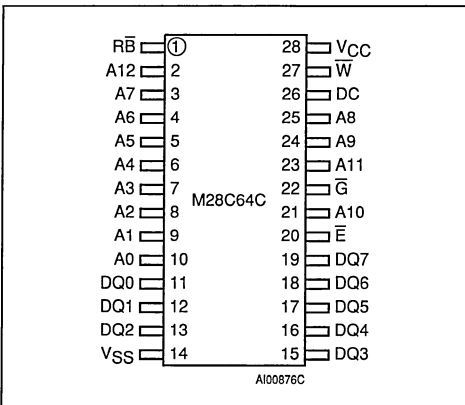 RB̅ 1 28 VCC
A12 2 27 W̅
A7 3 26 DC
A6 4 25 A8
A5 5 24 A9
A4 6 23 A11
A3 7 22 G̅
M28C64C
A2 8 21 A10
A1 9 20 E̅
A0 10 19 DQ7
DQ0 11 18 DQ6
DQ1 12 17 DQ5
DQ2 13 16 DQ4
VSS 14 15 DQ3
AI00876C